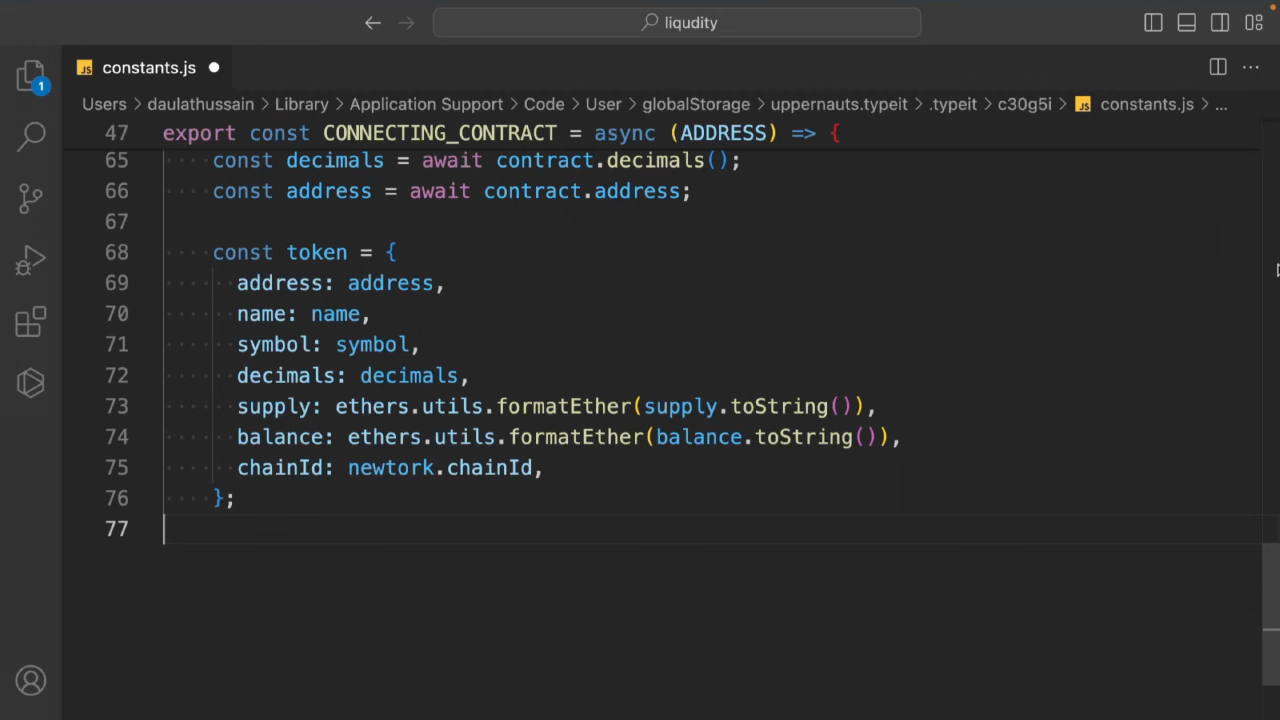 liqudity
JS constants.js
Users > daulathussain > Library > Application Support > Code > User > globalStorage > uppernauts.typeit > .typeit > c30g5i > JS constants.js > ...
1
47 export const CONNECTING_CONTRACT = async (ADDRESS) => {
65 const decimals = await contract.decimals();
66 const address = await contract.address;
67
68 const token = {
69 address: address,
70 name: name,
71 symbol: symbol,
72 decimals: decimals,
73 supply: ethers.utils.formatEther(supply.toString()),
74 balance: ethers.utils.formatEther(balance.toString()),
75 chainId: newtork.chainId,
76 };
77